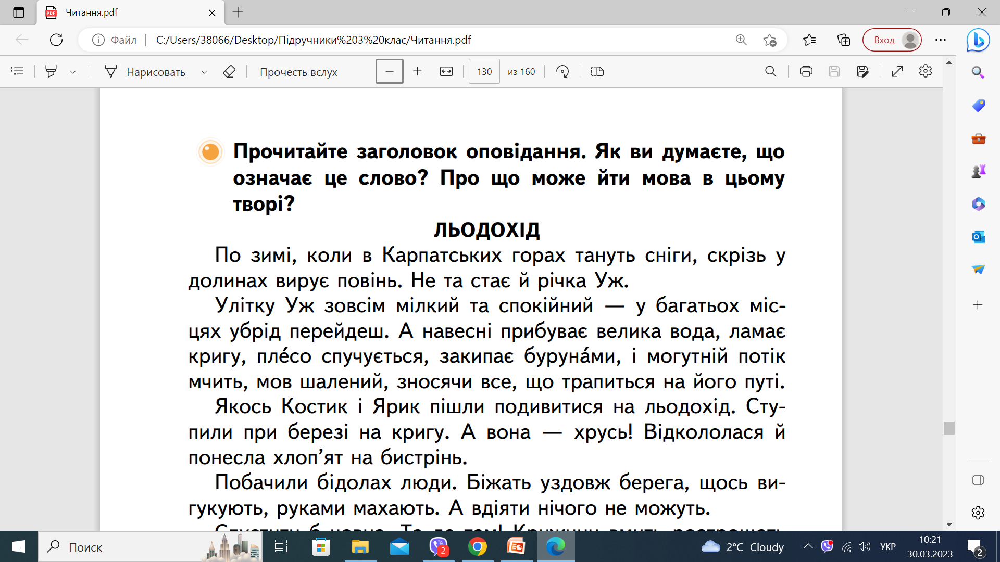 Читання.pdf
Файл
C:/Users/38066/Desktop/Підручники%203%20клас/Читання.pdf
Вход
Нарисовать
Прочесть вслух
130
из 160
Прочитайте заголовок оповідання. Як ви думаєте, що
означає це слово? Про що може йти мова в цьому
творі?
ЛЬОДОХІД
По зимі, коли в Карпатських горах тануть сніги, скрізь у
долинах вирує повінь. Не та стає й річка Уж.
Улітку Уж зовсім мілкий та спокійний — у багатьох міс-
цях убрід перейдеш. А навесні прибуває велика вода, ламає
кригу, пле́со спучується, закипає буруна́ми, і могутній потік
мчить, мов шалений, зносячи все, що трапиться на його путі.
Якось Костик і Ярик пішли подивитися на льодохід. Сту-
пили при березі на кригу. А вона — хрусь! Відкололася й
понесла хлоп’ят на бистрінь.
Побачили бідолах люди. Біжать уздовж берега, щось ви-
гукують, руками махають. А вдіяти нічого не можуть.
Поиск
2
2°C Cloudy
УКР
10:21
30.03.2023
2